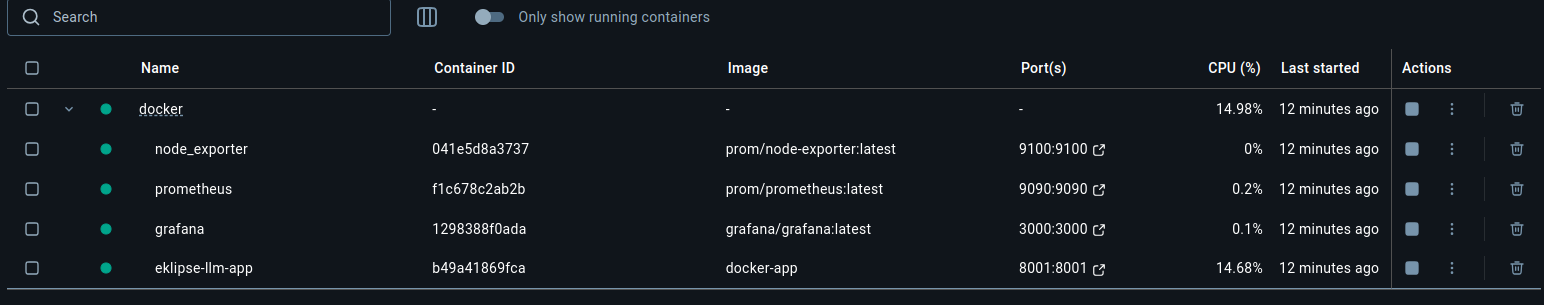 Search Only show running containers
Name Container ID Image Port(s) CPU (%) Last started Actions
docker - - - 14.98% 12 minutes ago
node_exporter 041e5d8a3737 prom/node-exporter:latest 9100:9100 0% 12 minutes ago
prometheus f1c678c2ab2b prom/prometheus:latest 9090:9090 0.2% 12 minutes ago
grafana 1298388f0ada grafana/grafana:latest 3000:3000 0.1% 12 minutes ago
eklipse-llm-app b49a41869fca docker-app 8001:8001 14.68% 12 minutes ago